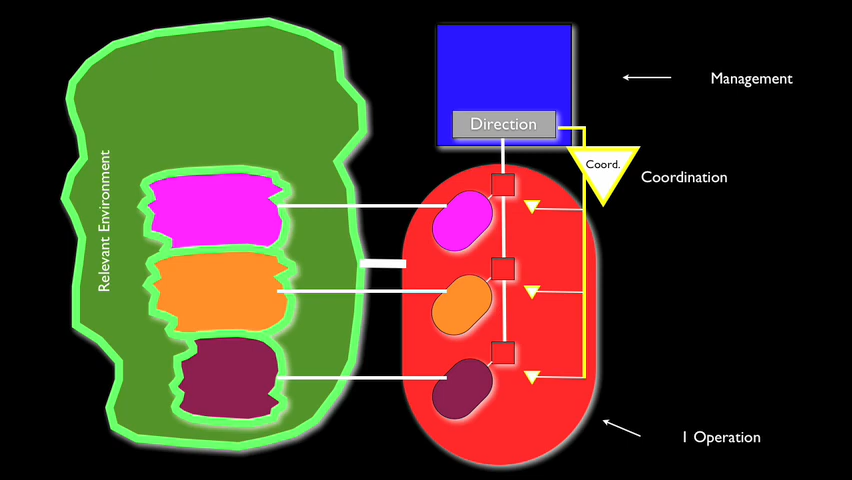 Relevant Environment
Direction
Management
Coord.
Coordination
1 Operation